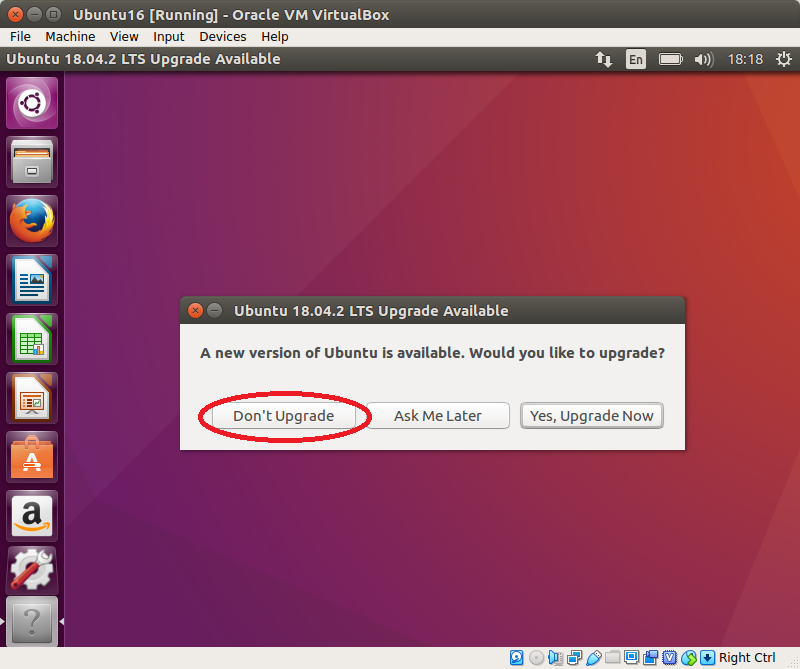 Ubuntu16 [Running] - Oracle VM VirtualBox
File Machine View Input Devices Help
Ubuntu 18.04.2 LTS Upgrade Available En 18:18
Ubuntu 18.04.2 LTS Upgrade Available
A new version of Ubuntu is available. Would you like to upgrade?
Don't Upgrade Ask Me Later Yes, Upgrade Now
A
a
?
V Right Ctrl